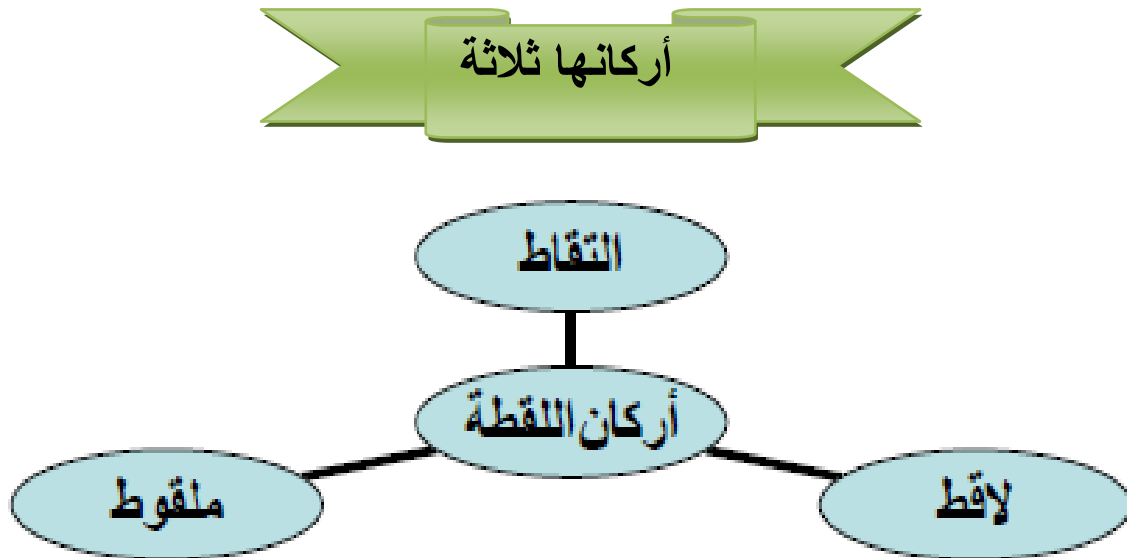 أركانها ثلاثة
التقاط
أركان اللقطة
لاقط
ملقوط